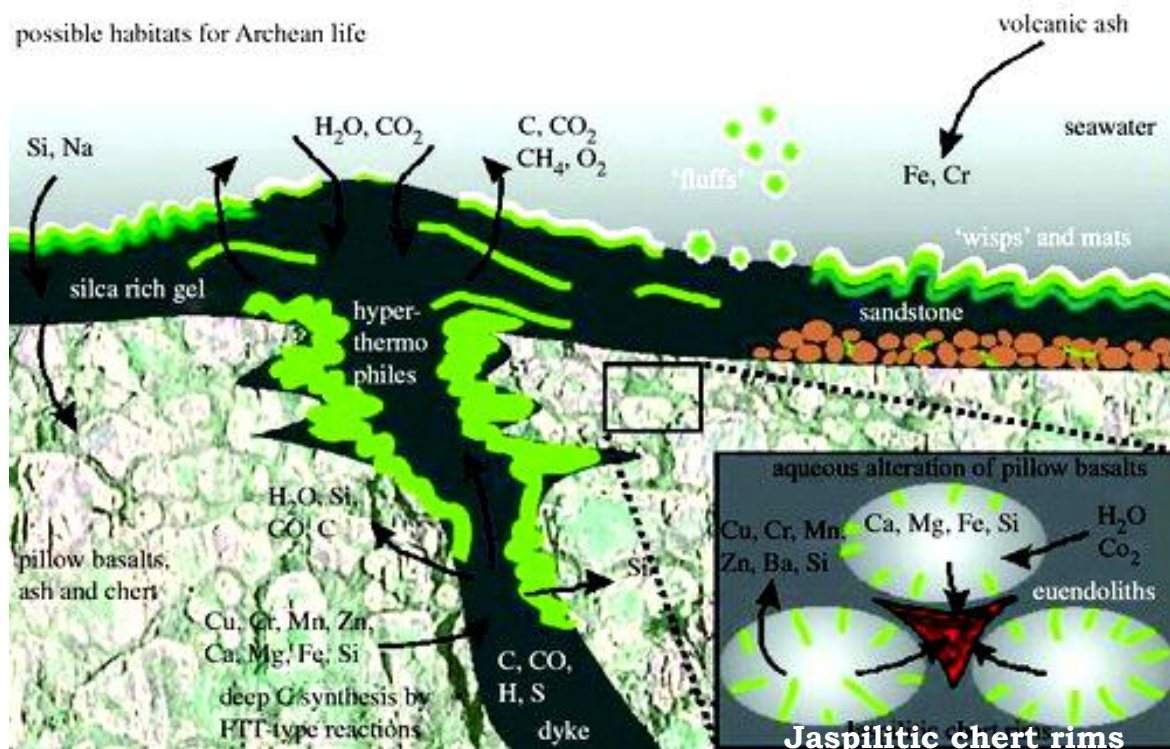 possible habitats for Archean life
volcanic ash
H₂O, CO₂
C, CO₂
CH₄, O₂
Si, Na
seawater
'fluffs'
Fe, Cr
'wisps' and mats
silca rich gel
hyper-
thermo
philes
sandstone
H₂O, Si,
CO, C
pillow basalts,
ash and chert
Si
Cu, Cr, Mn, Zn,
Ca, Mg, Fe, Si
deep C synthesis by
FTT-type reactions
C, CO,
H, S
dyke
aqueous alteration of pillow basalts
Ca, Mg, Fe, Si
Cu, Cr, Mn,
Zn, Ba, Si
H₂O
Co₂
euendoliths
Jaspilitic chert rims